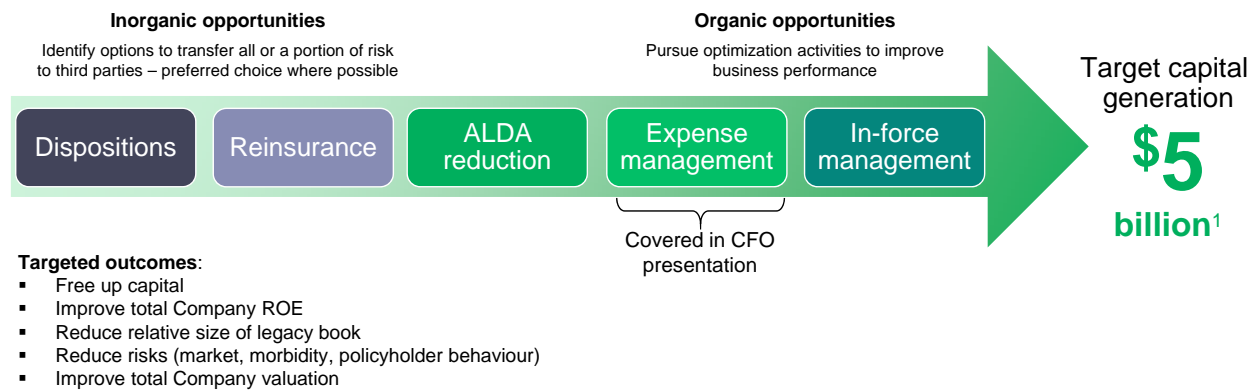 Inorganic opportunities
Identify options to transfer all or a portion of risk
to third parties – preferred choice where possible
Organic opportunities
Pursue optimization activities to improve
business performance
Dispositions
Reinsurance
ALDA
reduction
Expense
management
In-force
management
Target capital
generation
$5
billion1
Covered in CFO
presentation
Targeted outcomes:
▪ Free up capital
▪ Improve total Company ROE
▪ Reduce relative size of legacy book
▪ Reduce risks (market, morbidity, policyholder behaviour)
▪ Improve total Company valuation